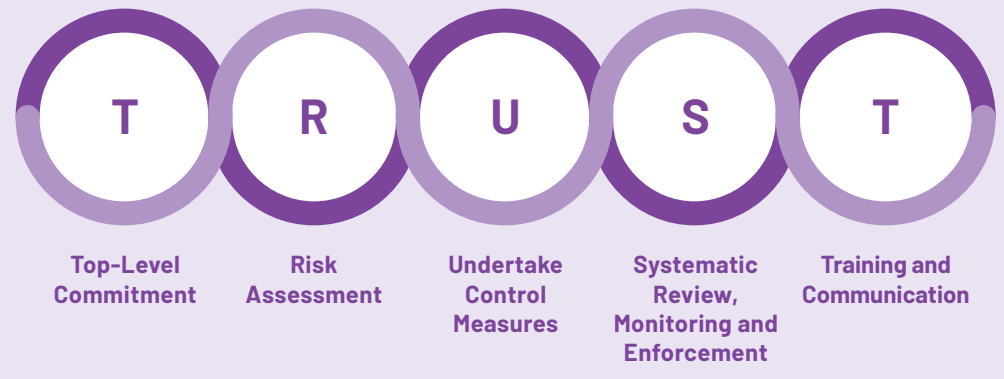 T
R
U
S
T
Top-Level
Commitment
Risk
Assessment
Undertake
Control
Measures
Systematic
Review,
Monitoring and
Enforcement
Training and
Communication